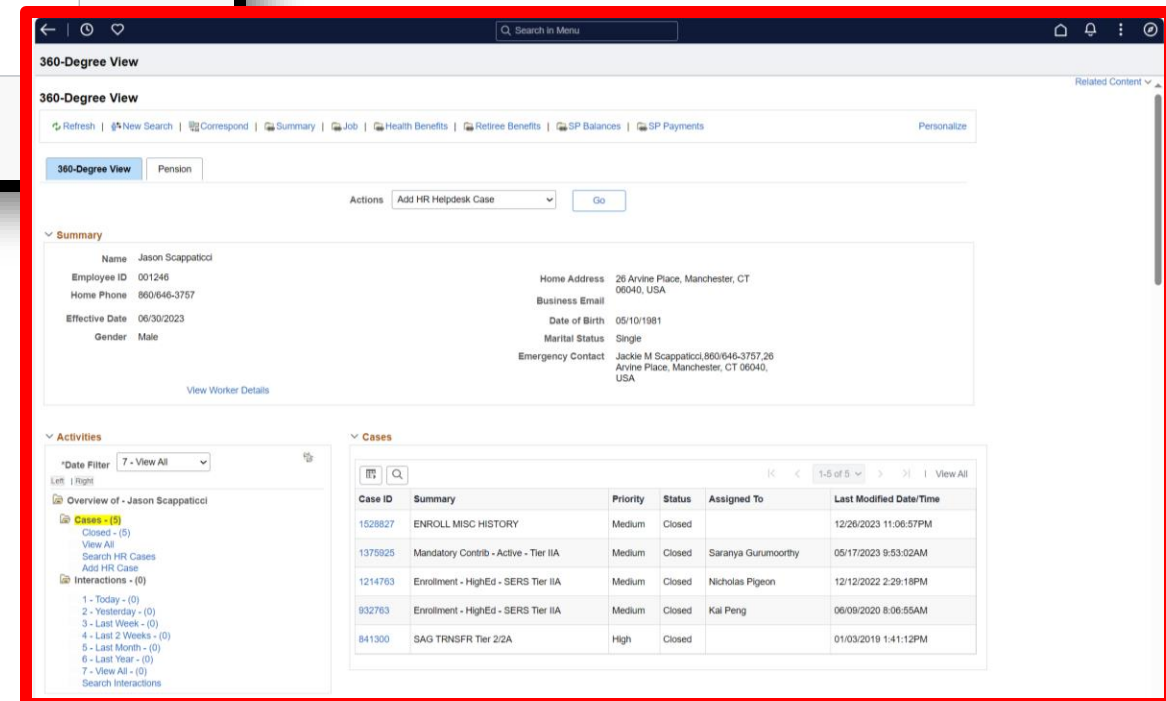 Search in Menu
360-Degree View
Related Content
360-Degree View
Refresh | New Search | Correspond | Summary | Job | Health Benefits | Retiree Benefits | SP Balances | SP Payments Personalize
360-Degree View Pension
Actions Add HR Helpdesk Case Go
Summary
Name Jason Scappaticci
Employee ID 001246
Home Phone 860/646-3757
Effective Date 06/30/2023
Gender Male
View Worker Details
Home Address 26 Arvine Place, Manchester, CT
06040, USA
Business Email
Date of Birth 05/10/1981
Marital Status Single
Emergency Contact Jackie M Scappaticci,860/646-3757,26
Arvine Place, Manchester, CT 06040,
USA
Activities
*Date Filter 7 - View All
Left | Right
Overview of - Jason Scappaticci
Cases - (5)
Closed - (5)
View All
Search HR Cases
Add HR Case
Interactions - (0)
1 - Today - (0)
2 - Yesterday - (0)
3 - Last Week - (0)
4 - Last 2 Weeks - (0)
5 - Last Month - (0)
6 - Last Year - (0)
7 - View All - (0)
Search Interactions
Cases
1-5 of 5 | View All
Case ID Summary Priority Status Assigned To Last Modified Date/Time
1528827 ENROLL MISC HISTORY Medium Closed 12/26/2023 11:06:57PM
1375925 Mandatory Contrib - Active - Tier IIA Medium Closed Saranya Gurumoorthy 05/17/2023 9:53:02AM
1214763 Enrollment - HighEd - SERS Tier IIA Medium Closed Nicholas Pigeon 12/12/2022 2:29:18PM
932763 Enrollment - HighEd - SERS Tier IIA Medium Closed Kai Peng 06/09/2020 8:06:55AM
841300 SAG TRNSFR Tier 2/2A High Closed 01/03/2019 1:41:12PM